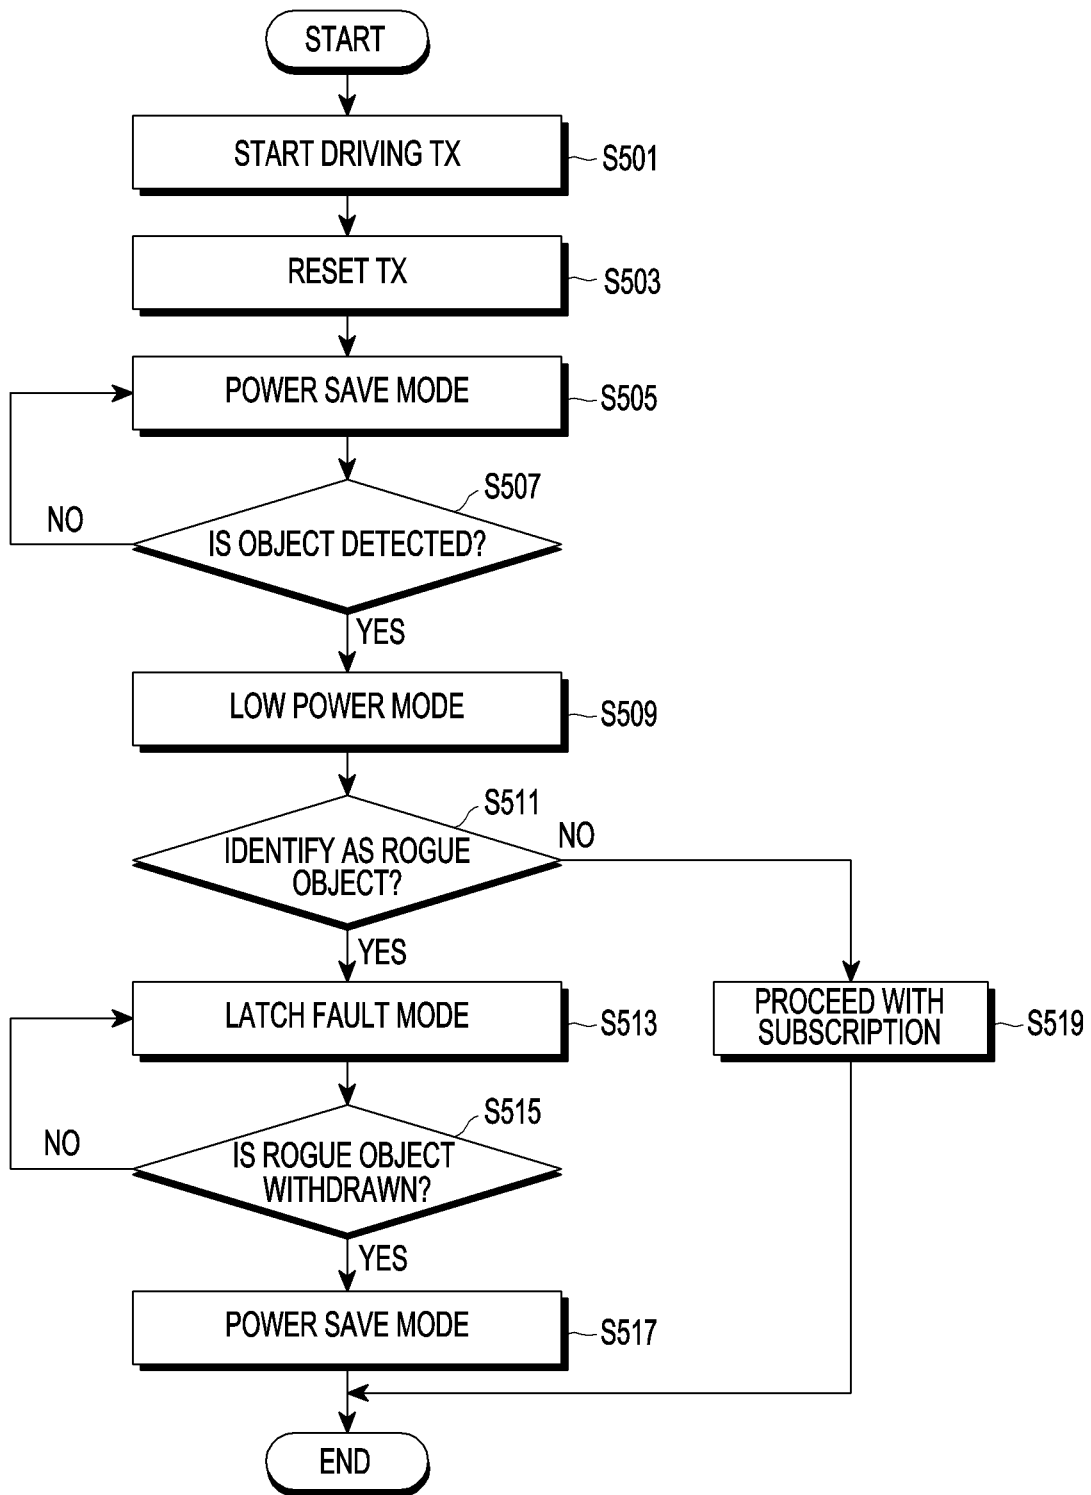 START
START DRIVING TX
S501
RESET TX
S503
POWER SAVE MODE
S505
S507
NO
IS OBJECT DETECTED?
YES
LOW POWER MODE
S509
S511
NO
IDENTIFY AS ROGUE
OBJECT?
YES
LATCH FAULT MODE
S513
PROCEED WITH
SUBSCRIPTION
S519
S515
NO
IS ROGUE OBJECT
WITHDRAWN?
YES
POWER SAVE MODE
S517
END